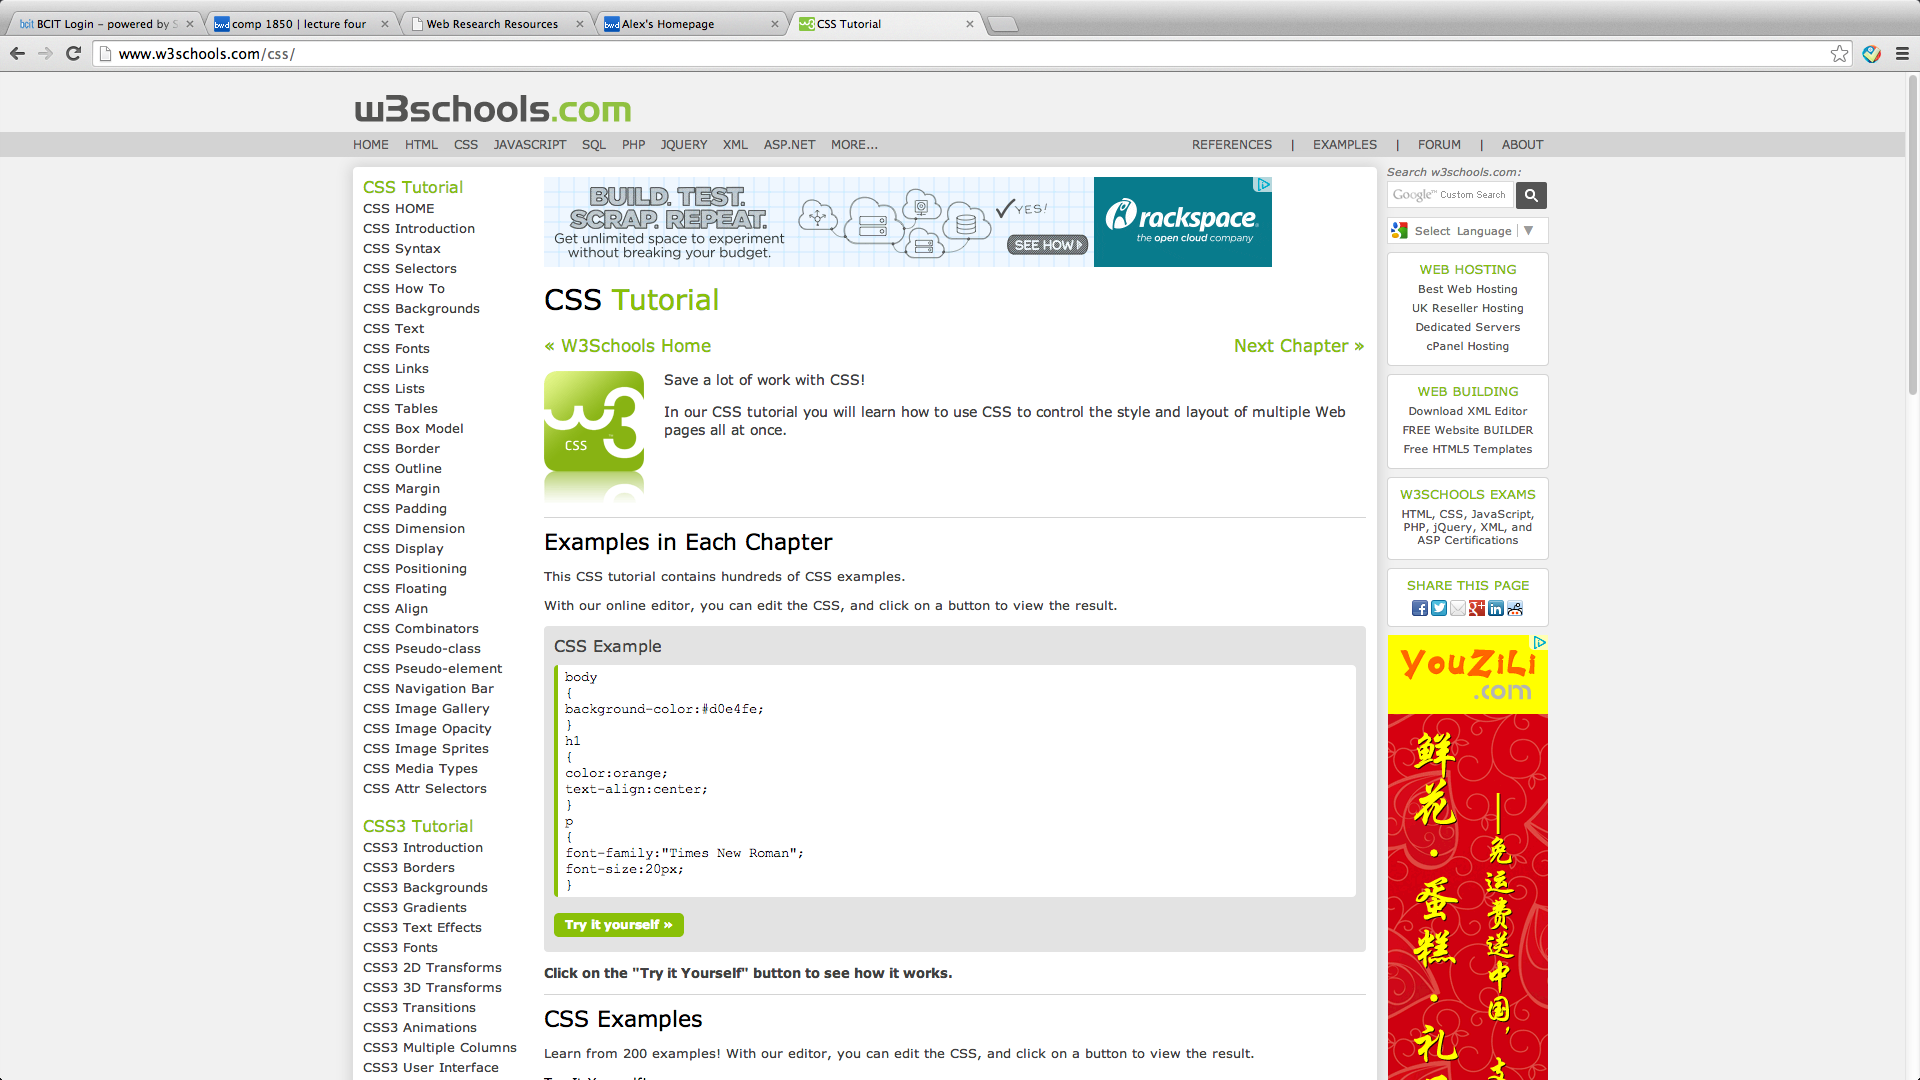 BCIT Login – powered by S
comp 1850 | lecture four
Web Research Resources
Alex's Homepage
CSS Tutorial
www.w3schools.com/css/
w3schools.com
HOME HTML CSS JAVASCRIPT SQL PHP JQUERY XML ASP.NET MORE...
REFERENCES | EXAMPLES | FORUM | ABOUT
CSS Tutorial
CSS HOME
CSS Introduction
CSS Syntax
CSS Selectors
CSS How To
CSS Backgrounds
CSS Text
CSS Fonts
CSS Links
CSS Lists
CSS Tables
CSS Box Model
CSS Border
CSS Outline
CSS Margin
CSS Padding
CSS Dimension
CSS Display
CSS Positioning
CSS Floating
CSS Align
CSS Combinators
CSS Pseudo-class
CSS Pseudo-element
CSS Navigation Bar
CSS Image Gallery
CSS Image Opacity
CSS Image Sprites
CSS Media Types
CSS Attr Selectors
CSS3 Tutorial
CSS3 Introduction
CSS3 Borders
CSS3 Backgrounds
CSS3 Gradients
CSS3 Text Effects
CSS3 Fonts
CSS3 2D Transforms
CSS3 3D Transforms
CSS3 Transitions
CSS3 Animations
CSS3 Multiple Columns
CSS3 User Interface
BUILD. TEST.
SCRAP. REPEAT.
Get unlimited space to experiment
without breaking your budget.
YES!
SEE HOW
rackspace.
the open cloud company
CSS Tutorial
« W3Schools Home
Next Chapter »
w3
CSS
Save a lot of work with CSS!
In our CSS tutorial you will learn how to use CSS to control the style and layout of multiple Web
pages all at once.
Examples in Each Chapter
This CSS tutorial contains hundreds of CSS examples.
With our online editor, you can edit the CSS, and click on a button to view the result.
CSS Example
body
{
background-color:#d0e4fe;
}
h1
{
color:orange;
text-align:center;
}
p
{
font-family:"Times New Roman";
font-size:20px;
}
Try it yourself »
Click on the "Try it Yourself" button to see how it works.
CSS Examples
Learn from 200 examples! With our editor, you can edit the CSS, and click on a button to view the result.
Search w3schools.com:
Google™ Custom Search
Select Language ▼
WEB HOSTING
Best Web Hosting
UK Reseller Hosting
Dedicated Servers
cPanel Hosting
WEB BUILDING
Download XML Editor
FREE Website BUILDER
Free HTML5 Templates
W3SCHOOLS EXAMS
HTML, CSS, JavaScript,
PHP, jQuery, XML, and
ASP Certifications
SHARE THIS PAGE
YouZiLi
.com
鲜花·蛋糕·礼
——免运费送中国，